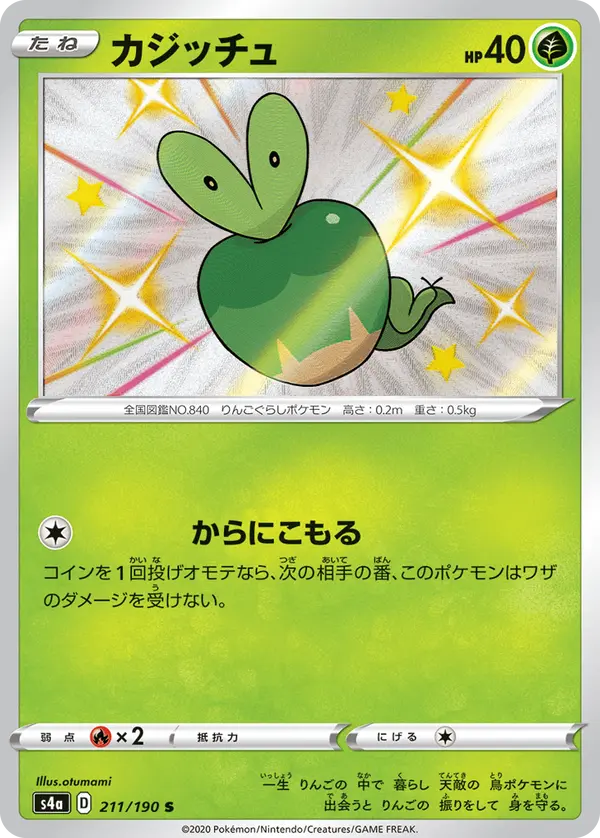 たね カジッチュ HP40
全国図鑑NO.840 りんごぐらしポケモン 高さ:0.2m 重さ:0.5kg
からにこもる
コインを1回投げオモテなら、次の相手の番、このポケモンはワザ
のダメージを受けない。
弱点 ×2 抵抗力 にげる
Illus.otumami
s4a D 211/190 S
一生 りんごの 中で 暮らし 天敵の 鳥ポケモンに
出会うと りんごの 振りをして 身を守る。
©2020 Pokémon/Nintendo/Creatures/GAME FREAK.